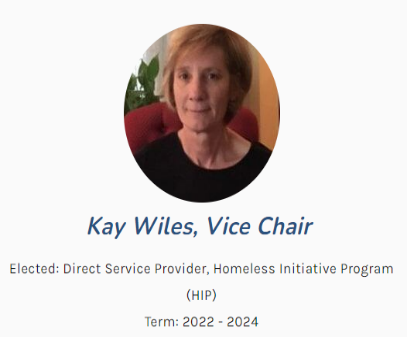 Kay Wiles, Vice Chair
Elected: Direct Service Provider, Homeless Initiative Program
(HIP)
Term: 2022 - 2024